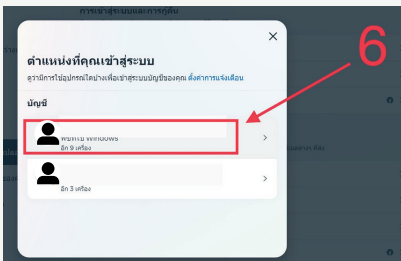 การเข้าสู่ระบบและการกู้คืน
6
ตำแหน่งที่คุณเข้าสู่ระบบ
ดูว่ามีการใช้อุปกรณ์ใดบ้างเพื่อเข้าสู่ระบบบัญชีของคุณ ตั้งค่าการแจ้งเตือน
บัญชี
Windows
อีก 9 เครื่อง
อีก 3 เครื่อง